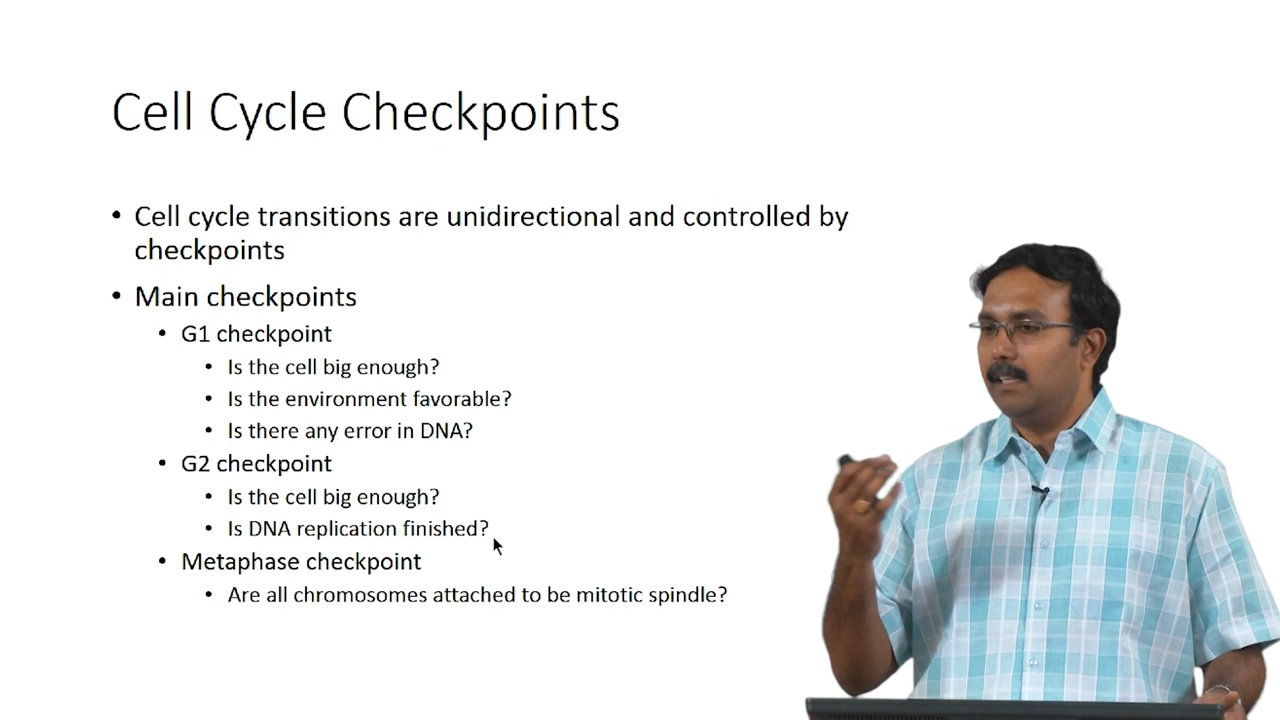 Cell Cycle Checkpoints
• Cell cycle transitions are unidirectional and controlled by
checkpoints
• Main checkpoints
• G1 checkpoint
• Is the cell big enough?
• Is the environment favorable?
• Is there any error in DNA?
• G2 checkpoint
• Is the cell big enough?
• Is DNA replication finished?
• Metaphase checkpoint
• Are all chromosomes attached to be mitotic spindle?